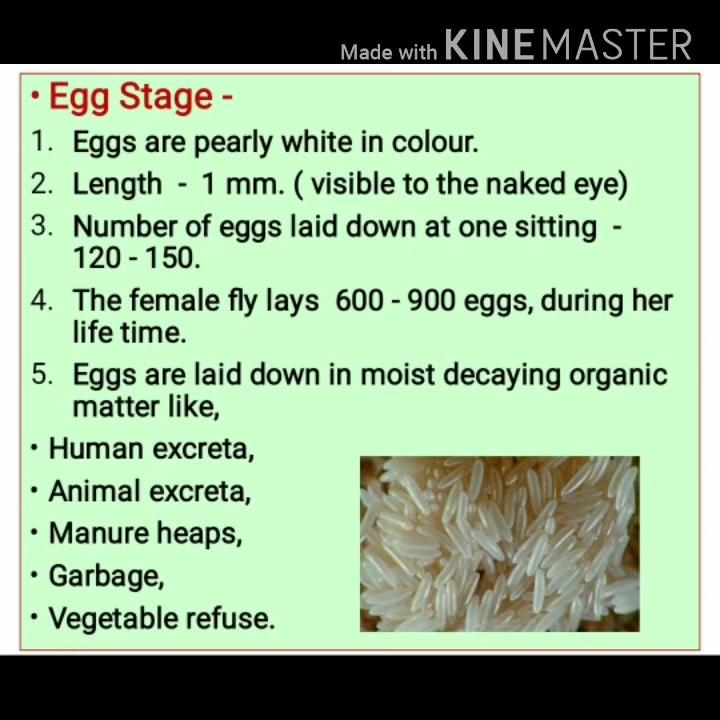 Made with KINEMASTER
• Egg Stage -
1. Eggs are pearly white in colour.
2. Length - 1 mm. ( visible to the naked eye)
3. Number of eggs laid down at one sitting -
120 - 150.
4. The female fly lays 600 - 900 eggs, during her
life time.
5. Eggs are laid down in moist decaying organic
matter like,
• Human excreta,
• Animal excreta,
• Manure heaps,
• Garbage,
• Vegetable refuse.